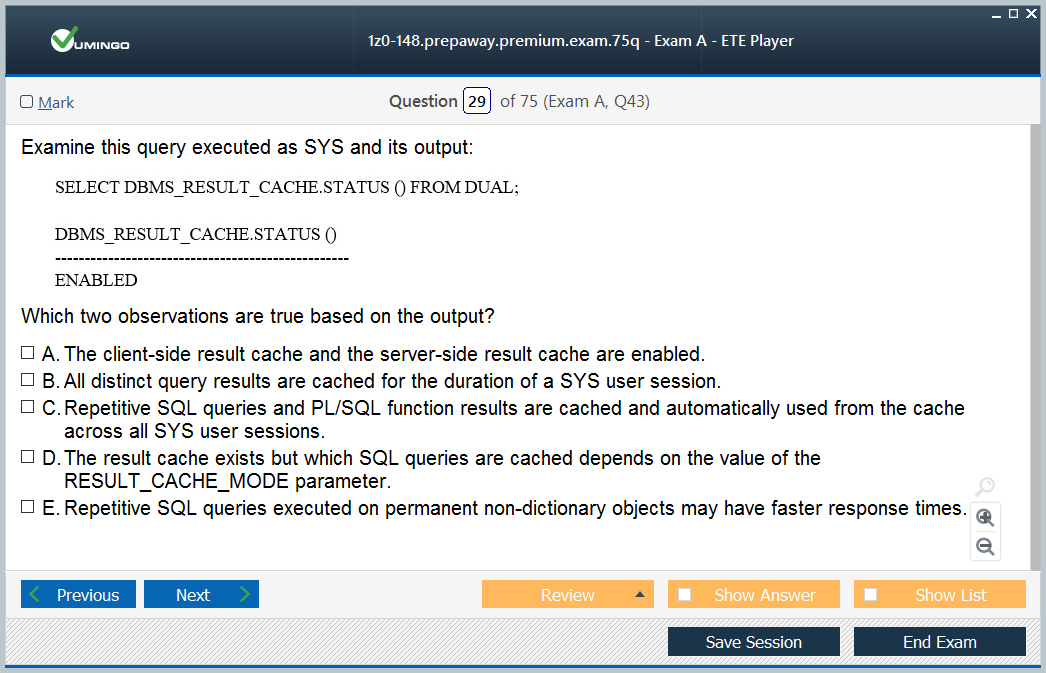 VUMINGO
1z0-148.prepaway.premium.exam.75q - Exam A - ETE Player
Mark
Question 29 of 75 (Exam A, Q43)
Examine this query executed as SYS and its output:
SELECT DBMS_RESULT_CACHE.STATUS () FROM DUAL;
DBMS_RESULT_CACHE.STATUS ()
--------------------------------------------------
ENABLED
Which two observations are true based on the output?
A. The client-side result cache and the server-side result cache are enabled.
B. All distinct query results are cached for the duration of a SYS user session.
C. Repetitive SQL queries and PL/SQL function results are cached and automatically used from the cache
across all SYS user sessions.
D. The result cache exists but which SQL queries are cached depends on the value of the
RESULT_CACHE_MODE parameter.
E. Repetitive SQL queries executed on permanent non-dictionary objects may have faster response times.
Previous
Next
Review
Show Answer
Show List
Save Session
End Exam